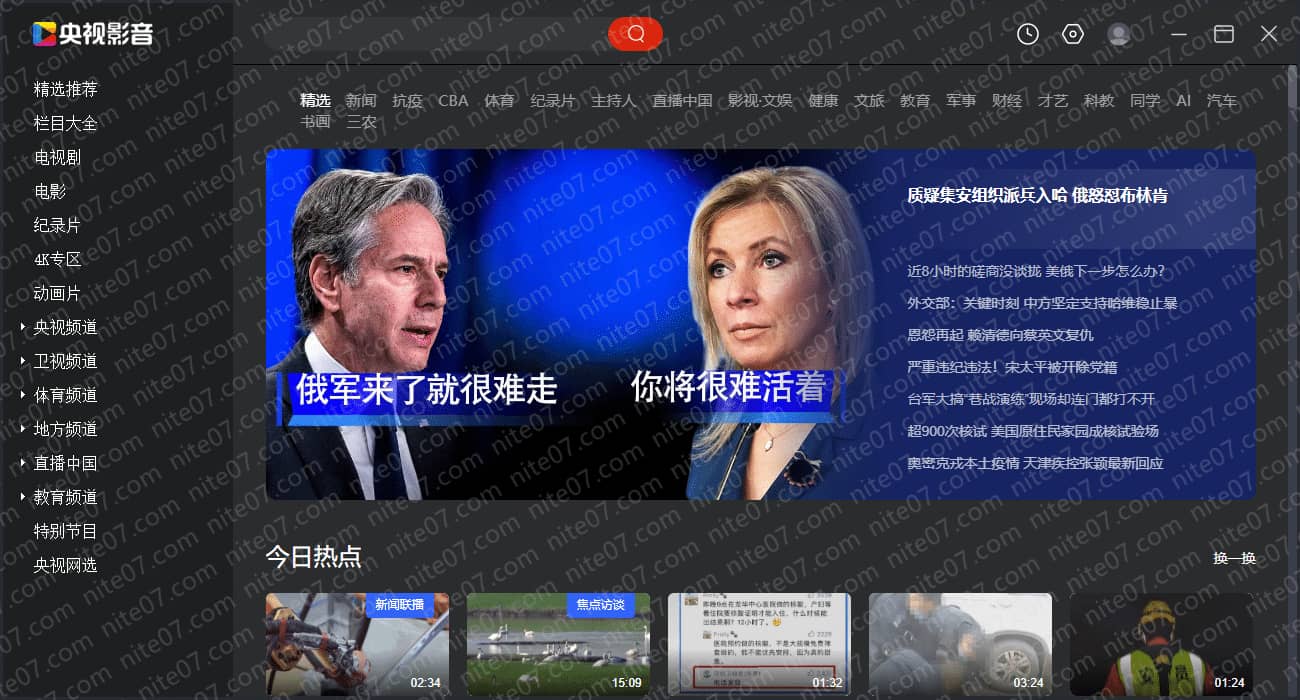 央视影音
精选推荐
栏目大全
电视剧
电影
纪录片
4K专区
动画片
央视频道
卫视频道
体育频道
地方频道
直播中国
教育频道
特别节目
央视网选
精选 新闻 抗疫 CBA 体育 纪录片 主持人 直播中国 影视·文娱 健康 文旅 教育 军事 财经 才艺 科教 同学 AI 汽车
书画 三农
俄军来了就很难走 你将很难活着
质疑集安组织派兵入哈 俄怒怼布林肯
近8小时的磋商没谈拢 美俄下一步怎么办?
外交部：关键时刻 中方坚定支持哈维稳止暴
恩怨再起 赖清德向蔡英文复仇
严重违纪违法！宋太平被开除党籍
台军大搞“巷战演练”现场却连门都打不开
超900次核试 美国原住民家园成核试验场
奥密克戎本土疫情 天津疾控张颖最新回应
今日热点 换一换
新闻联播
02:34
焦点访谈
15:09
01:32
03:24
01:24
nite07.com